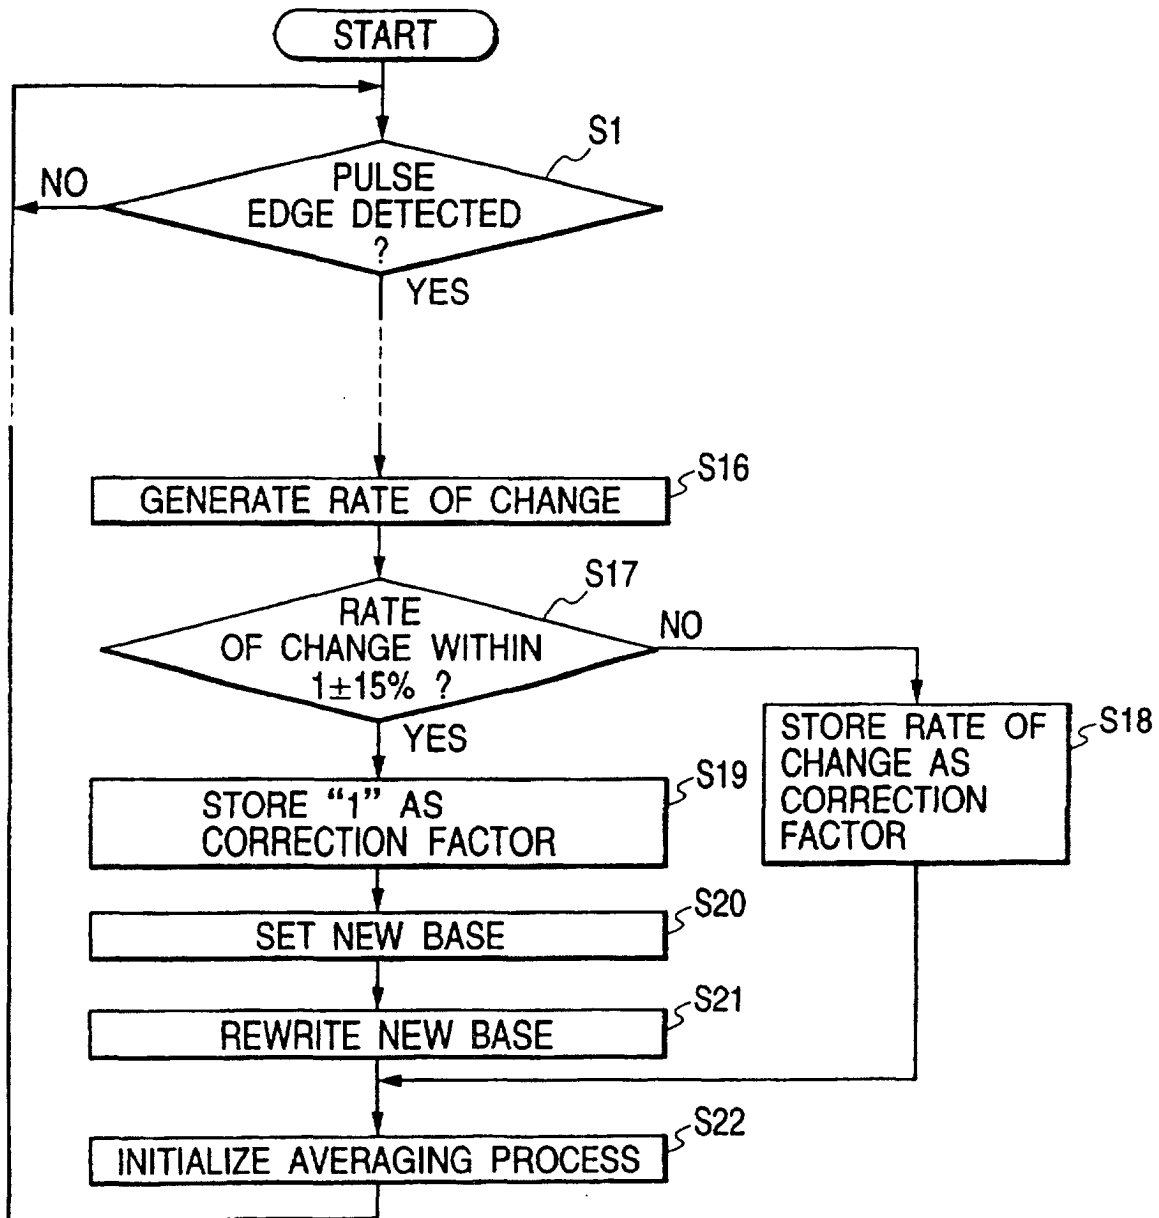 START
S1
PULSE
EDGE DETECTED
?
NO
YES
S16
GENERATE RATE OF CHANGE
S17
RATE
OF CHANGE WITHIN
1±15% ?
NO
YES
S18
STORE RATE OF
CHANGE AS
CORRECTION
FACTOR
S19
STORE “1” AS
CORRECTION FACTOR
S20
SET NEW BASE
S21
REWRITE NEW BASE
S22
INITIALIZE AVERAGING PROCESS